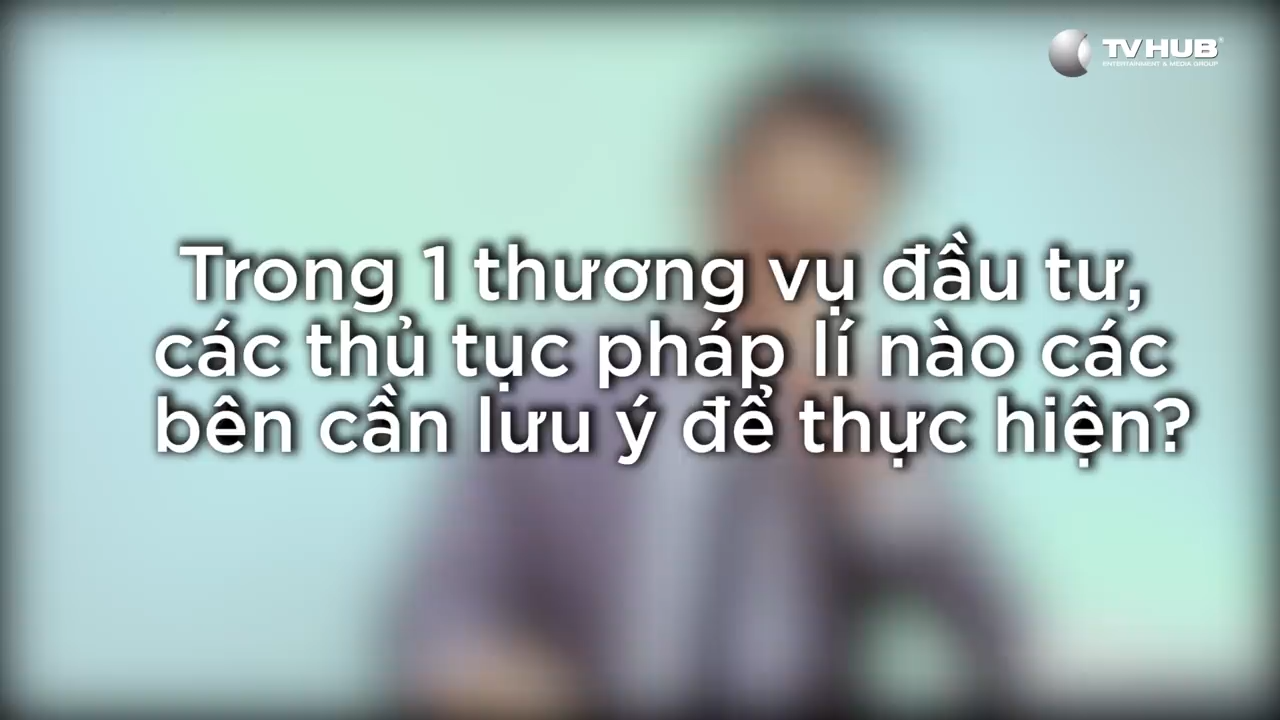 TV HUB®
ENTERTAINMENT & MEDIA GROUP
Trong 1 thương vụ đầu tư,
các thủ tục pháp lí nào các
bên cần lưu ý để thực hiện?